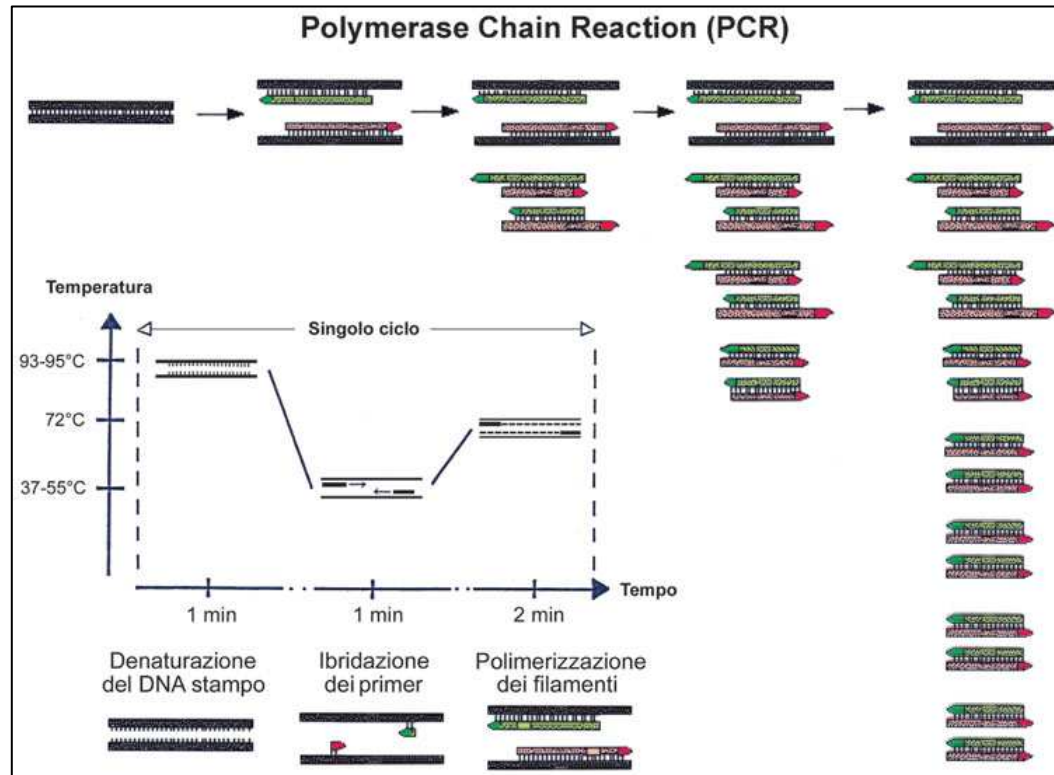 Polymerase Chain Reaction (PCR)
Temperatura
Singolo ciclo
93-95°C
72°C
37-55°C
Tempo
1 min
1 min
2 min
Denaturazione
del DNA stampo
Ibridazione
dei primer
Polimerizzazione
dei filamenti